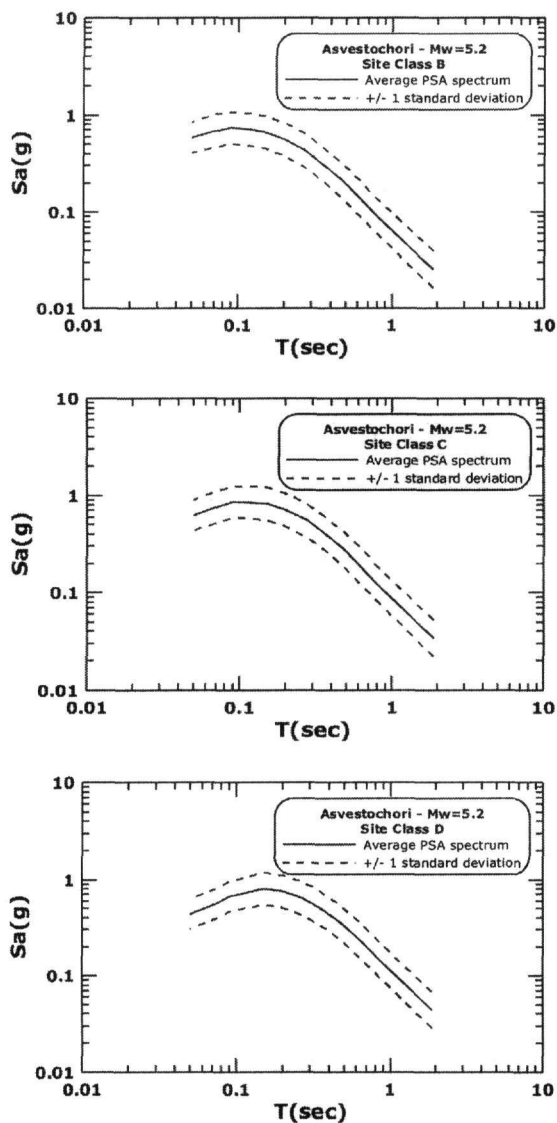 Asvestochori - Mw=5.2
Site Class B
Average PSA spectrum
+/- 1 standard deviation
10
1
0.1
0.01
Sa(g)
0.01 0.1 1 10
T(sec)
Asvestochori - Mw=5.2
Site Class C
Average PSA spectrum
+/- 1 standard deviation
10
1
0.1
0.01
Sa(g)
0.01 0.1 1 10
T(sec)
Asvestochori - Mw=5.2
Site Class D
Average PSA spectrum
+/- 1 standard deviation
10
1
0.1
0.01
Sa(g)
0.01 0.1 1 10
T(sec)